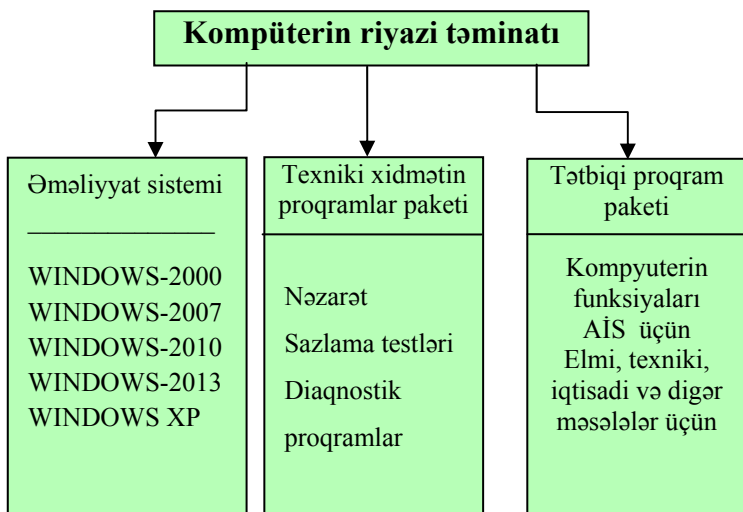 Kompüterin riyazi təminatı
Əməliyyat sistemi
______________
WINDOWS-2000
WINDOWS-2007
WINDOWS-2010
WINDOWS-2013
WINDOWS XP
Texniki xidmətin
proqramlar paketi
Nəzarət
Sazlama testləri
Diaqnostik
proqramlar
Tətbiqi proqram
paketi
Kompyuterin
funksiyaları
AİS üçün
Elmi, texniki,
iqtisadi və digər
məsələlər üçün